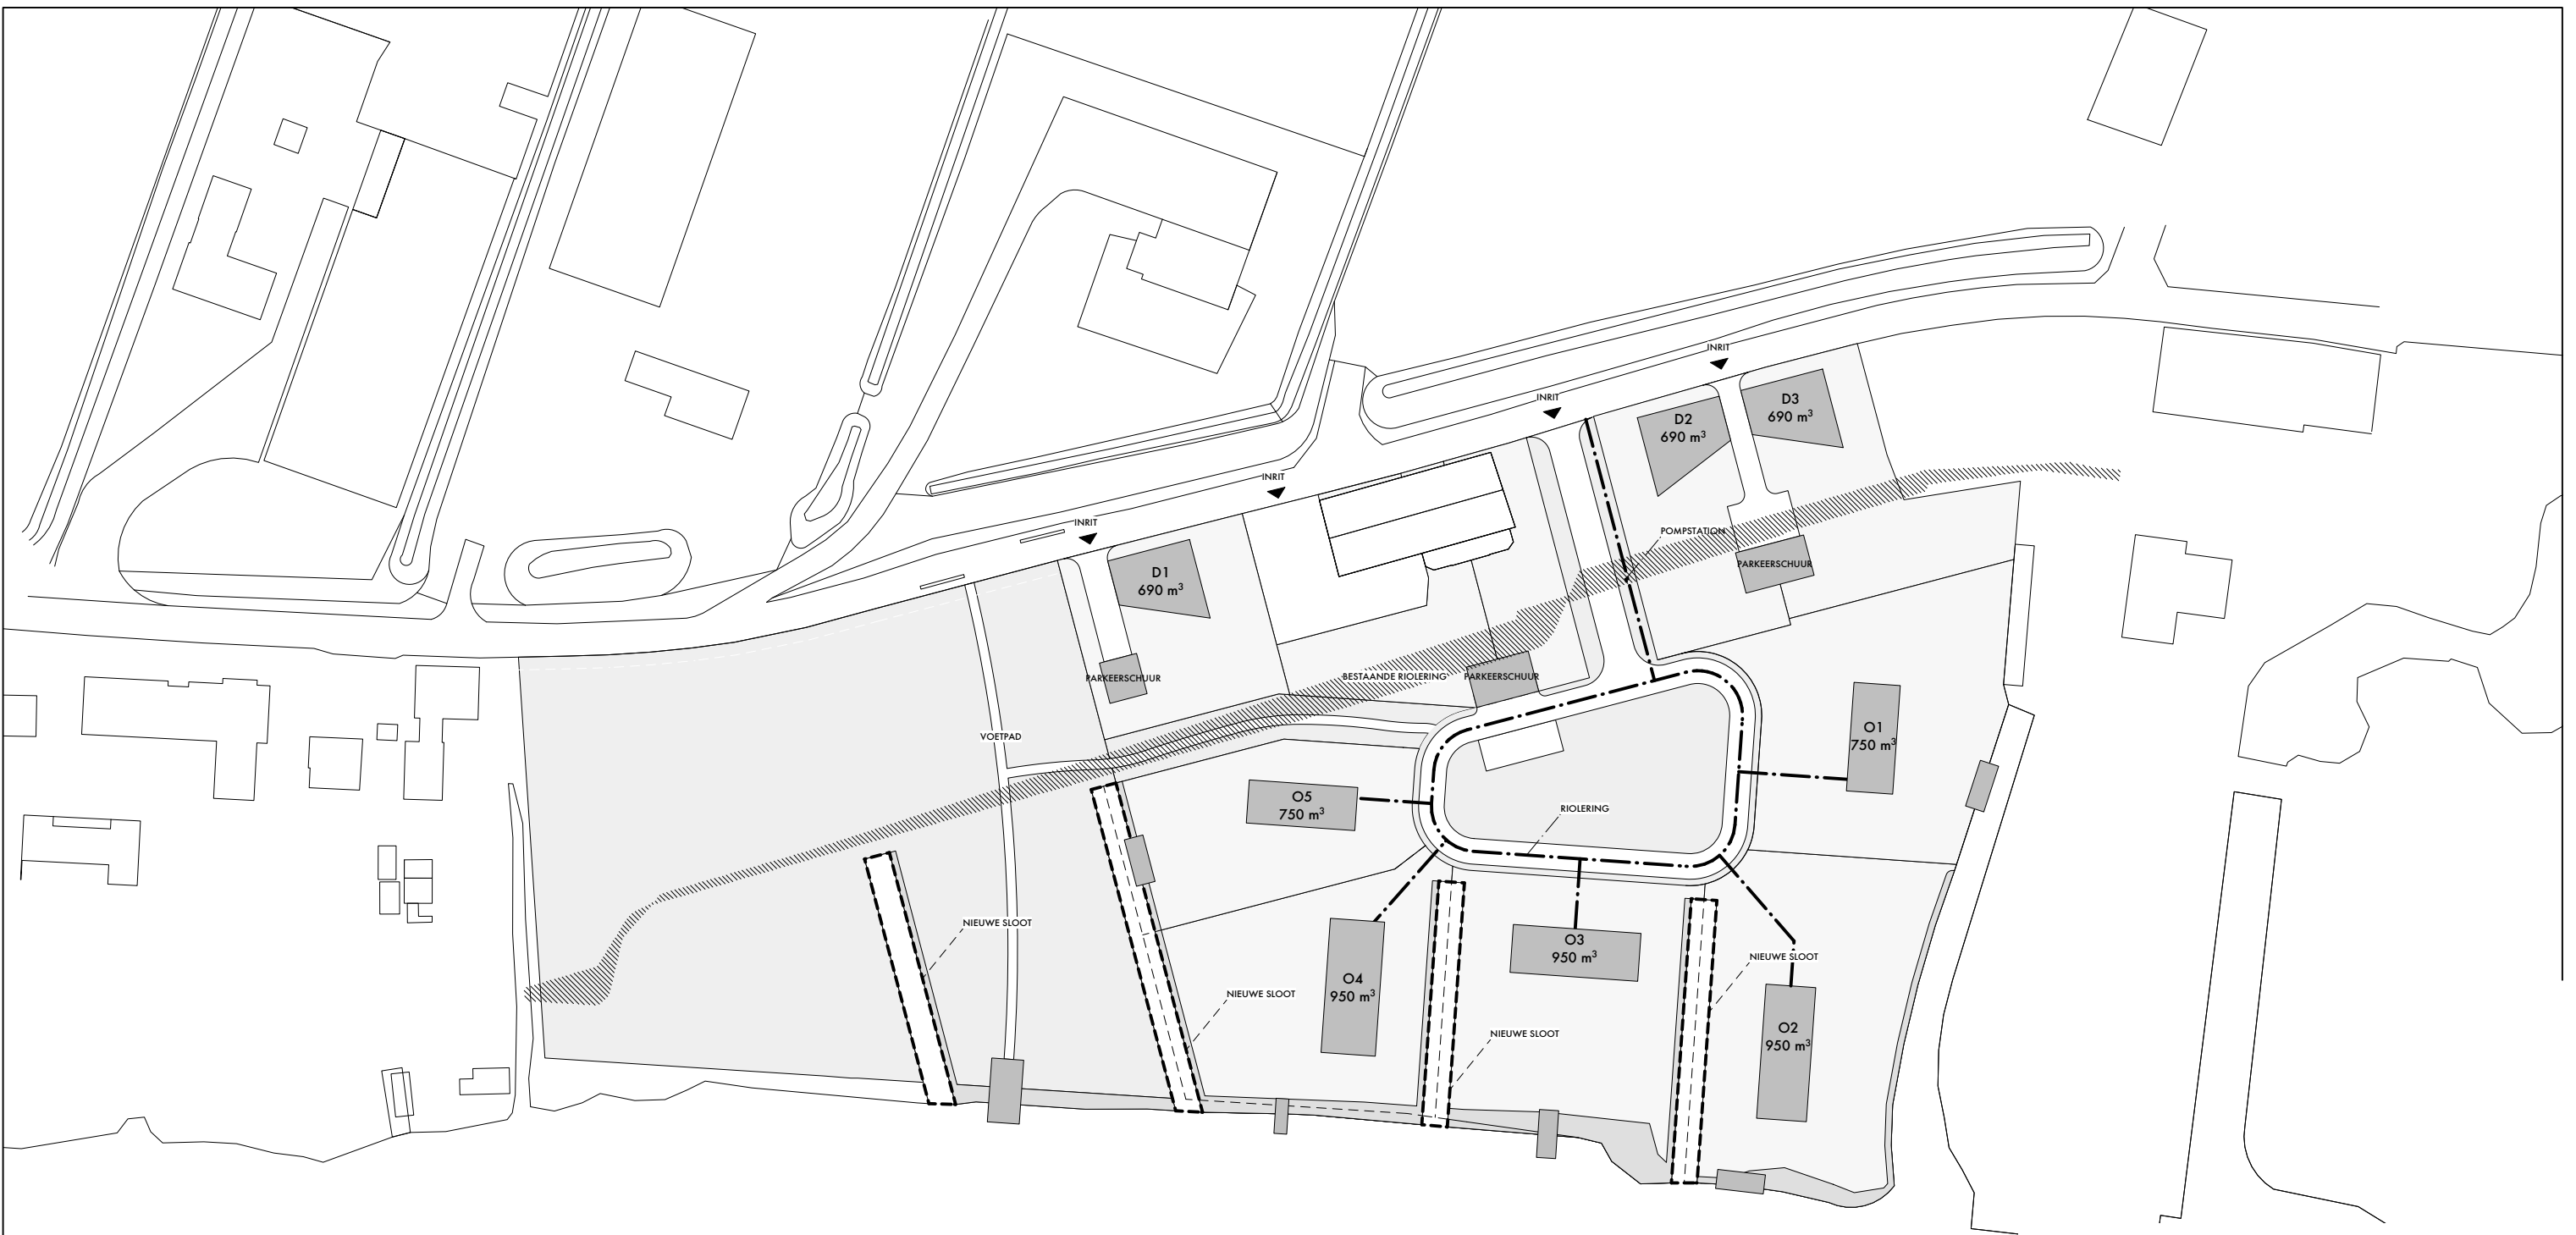 INRIT
INRIT
D3
690 m³
D2
690 m³
INRIT
INRIT
POMPSTATION
PARKEERSCHUUR
D1
690 m³
BESTAANDE RIOLERING
PARKEERSCHUUR
PARKEERSCHUUR
VOETPAD
O1
750 m³
O5
750 m³
RIOLERING
NIEUWE SLOOT
O3
950 m³
NIEUWE SLOOT
O4
950 m³
NIEUWE SLOOT
O2
950 m³
NIEUWE SLOOT